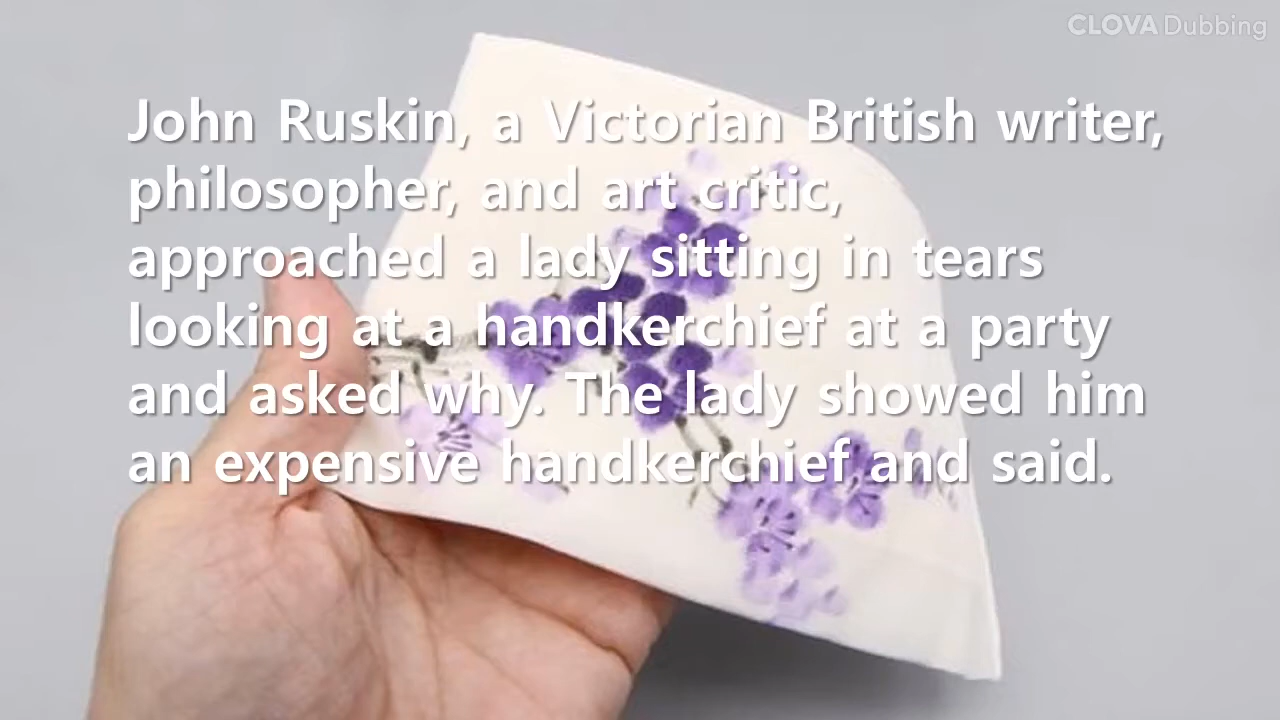 CLOVA Dubbing
John Ruskin, a Victorian British writer,
philosopher, and art critic,
approached a lady sitting in tears
looking at a handkerchief at a party
and asked why. The lady showed him
an expensive handkerchief and said.